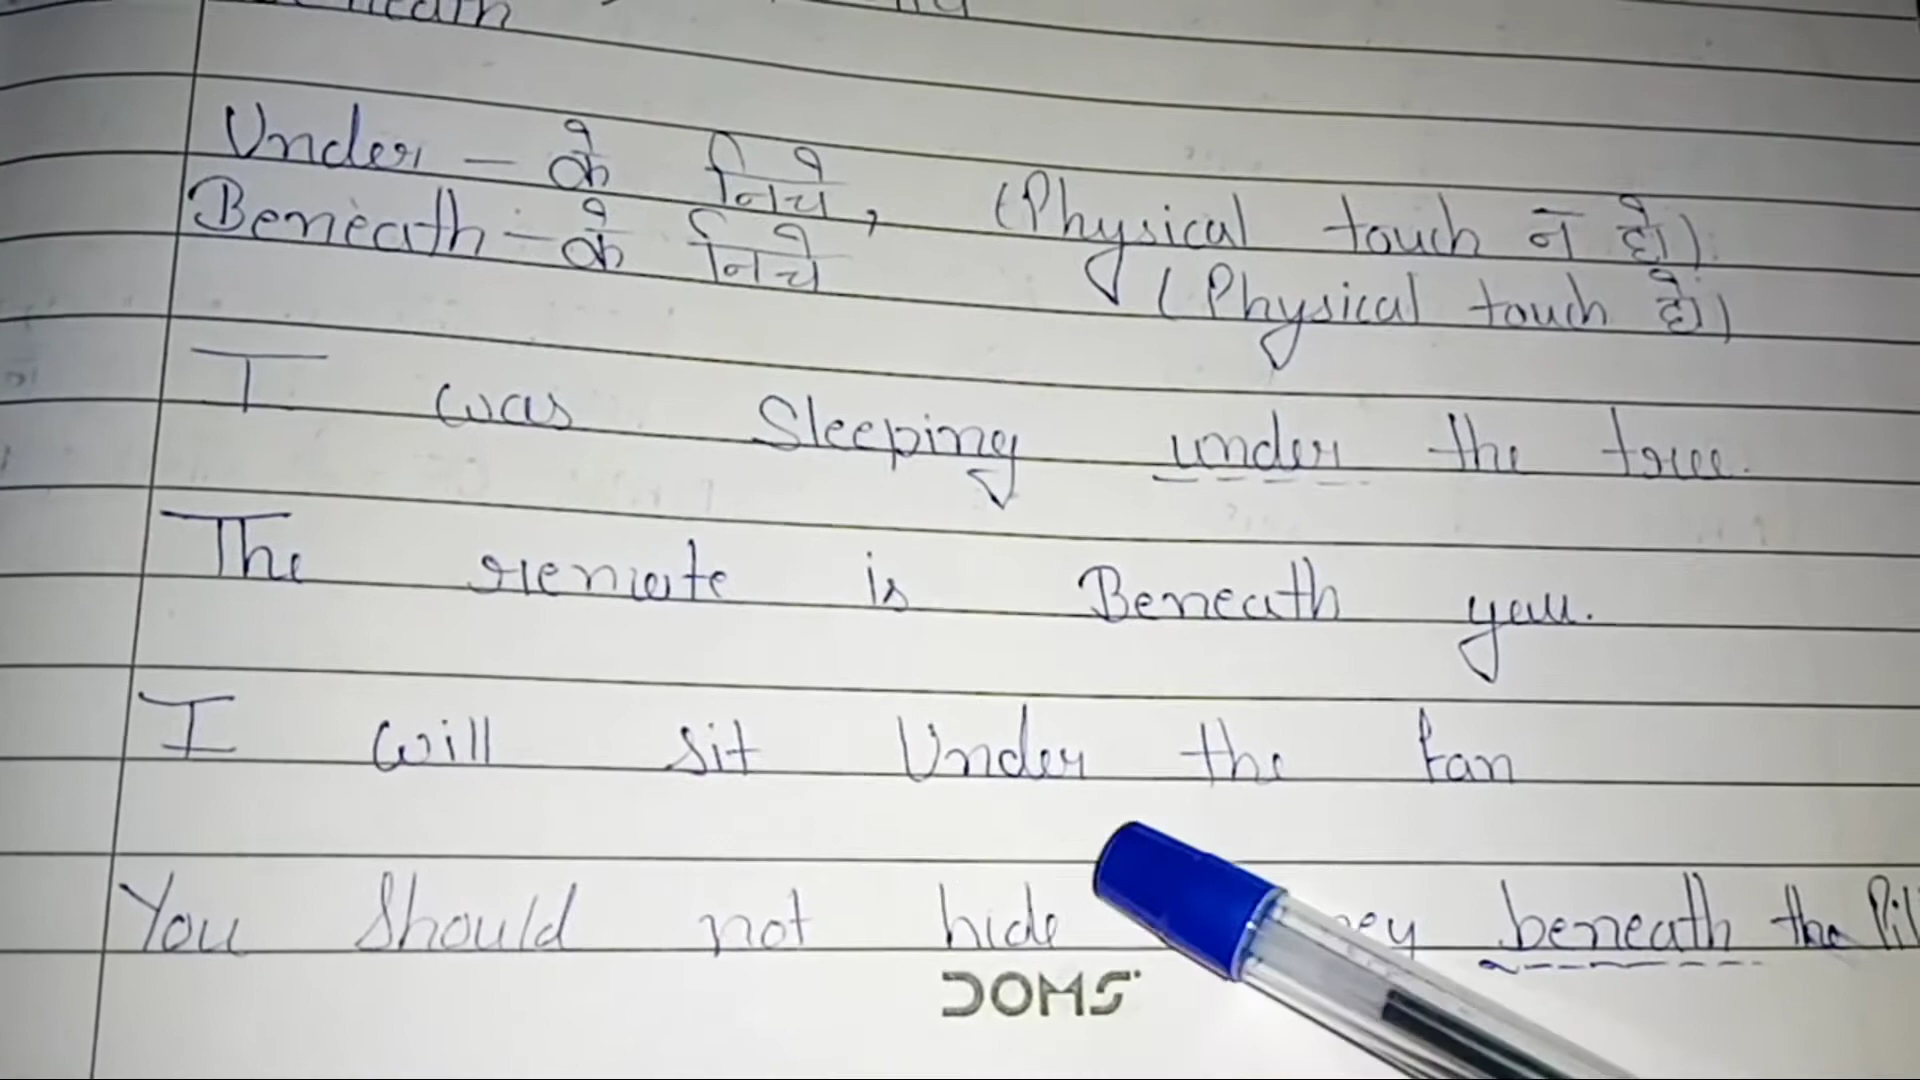 Under - के निचे, (Physical touch न हो)
Beneath - के निचे (Physical touch हो)
I was Sleeping under the tree.
The remote is Beneath you.
I will sit Under the fan
You Should not hide beneath the
DOMS